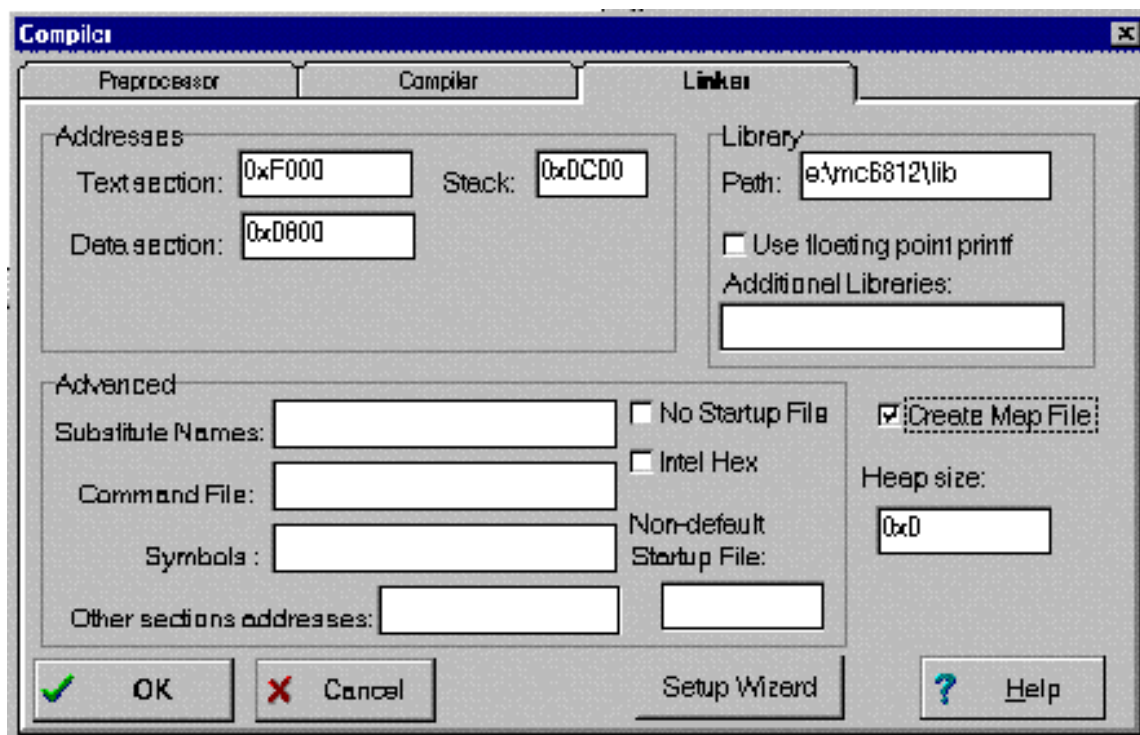 Compiler
Preprocessor
Compiler
Linker
Addresses
Text section: 0xF000
Stack: 0x0C00
Data section: 0x0800
Library
Path: e:\mc6812\lib
Use floating point printf
Additional Libraries:
Advanced
Substitute Names:
No Startup File
Create Map File
Intel Hex
Command File:
Heap size:
0x0
Non-default
Startup File:
Symbols :
Other sections addresses:
OK
Cancel
Setup Wizard
Help